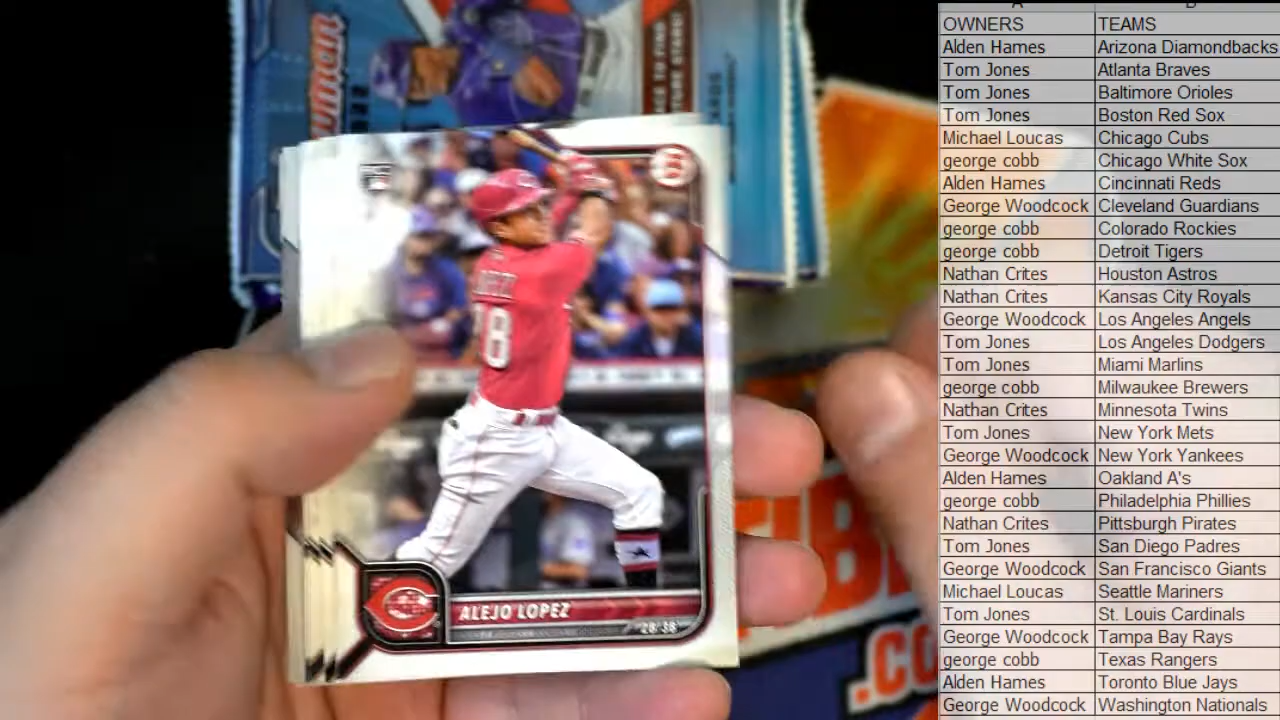 OWNERS TEAMS
Alden Hames Arizona Diamondbacks
Tom Jones Atlanta Braves
Tom Jones Baltimore Orioles
Tom Jones Boston Red Sox
Michael Loucas Chicago Cubs
george cobb Chicago White Sox
Alden Hames Cincinnati Reds
George Woodcock Cleveland Guardians
george cobb Colorado Rockies
george cobb Detroit Tigers
Nathan Crites Houston Astros
Nathan Crites Kansas City Royals
George Woodcock Los Angeles Angels
Tom Jones Los Angeles Dodgers
Tom Jones Miami Marlins
george cobb Milwaukee Brewers
Nathan Crites Minnesota Twins
Tom Jones New York Mets
George Woodcock New York Yankees
Alden Hames Oakland A's
george cobb Philadelphia Phillies
Nathan Crites Pittsburgh Pirates
Tom Jones San Diego Padres
George Woodcock San Francisco Giants
Michael Loucas Seattle Mariners
Tom Jones St. Louis Cardinals
George Woodcock Tampa Bay Rays
george cobb Texas Rangers
Alden Hames Toronto Blue Jays
George Woodcock Washington Nationals
RC
B
28
ALEJO LOPEZ
2B/3B
.CO